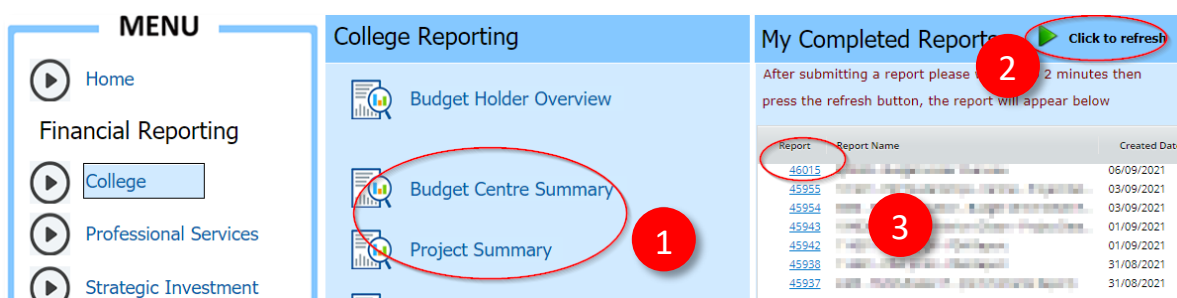 MENU
Home
Financial Reporting
College
Professional Services
Strategic Investment
College Reporting
Budget Holder Overview
Budget Centre Summary
Project Summary
1
My Completed Reports
Click to refresh
2
After submitting a report please 2 minutes then
press the refresh button, the report will appear below
Report Report Name Created
46015 06/09/2021
45955 03/09/2021
45954 03/09/2021
45943 01/09/2021
45942 01/09/2021
45938 31/08/2021
45937 31/08/2021
3